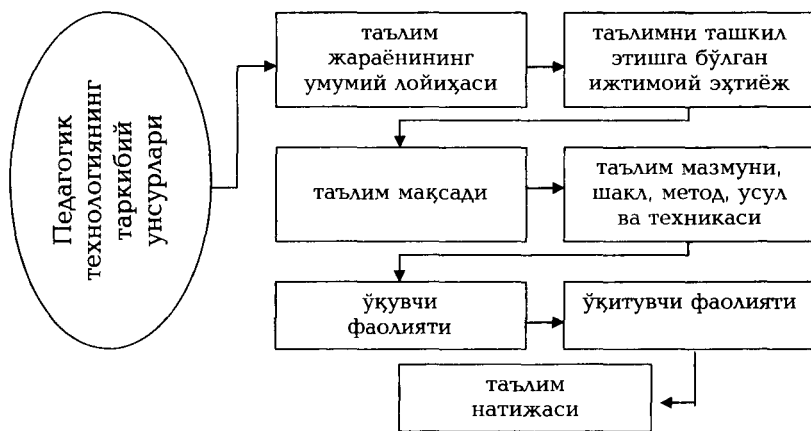 Педагогик
технологиянинг
таркибий
унсурлари
таълим
жараёнининг
умумий лойиҳаси
таълимни ташкил
этишга бўлган
ижтимоий эҳтиёж
таълим мақсади
таълим мазмуни,
шакл, метод, усул
ва техникаси
ўқувчи
фаолияти
ўқитувчи фаолияти
таълим
натижаси